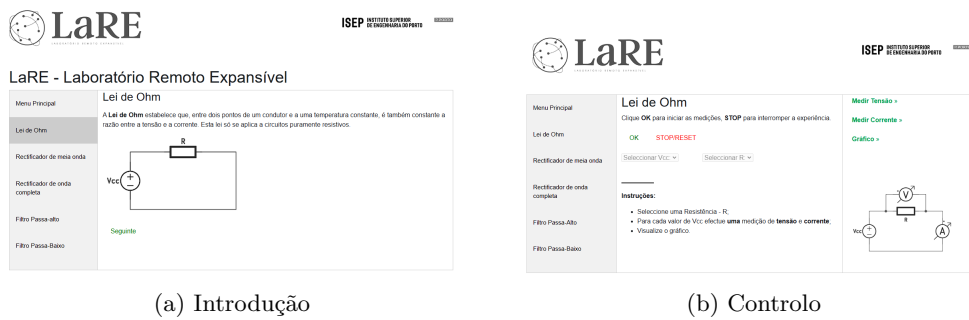 LaRE
LABORATÓRIO REMOTO EXPANSÍVEL
ISEP INSTITUTO SUPERIOR
DE ENGENHARIA DO PORTO
LaRE - Laboratório Remoto Expansível
Menu Principal
Lei de Ohm
Rectificador de meia onda
Rectificador de onda
completa
Filtro Passa-alto
Filtro Passa-Baixo
Lei de Ohm
A Lei de Ohm estabelece que, entre dois pontos de um condutor e a uma temperatura constante, é também constante a
razão entre a tensão e a corrente. Esta lei só se aplica a circuitos puramente resistivos.
R
Vcc
Seguinte
(a) Introdução
LaRE
LABORATÓRIO REMOTO EXPANSÍVEL
ISEP INSTITUTO SUPERIOR
DE ENGENHARIA DO PORTO
Menu Principal
Lei de Ohm
Rectificador de meia onda
Rectificador de onda
completa
Filtro Passa-Alto
Filtro Passa-Baixo
Lei de Ohm
Clique OK para iniciar as medições, STOP para interromper a experiência.
OK STOP/RESET
Seleccionar Vcc Seleccionar R
Instruções:
• Seleccione uma Resistência - R;
• Para cada valor de Vcc efectue uma medição de tensão e corrente;
• Visualize o gráfico.
Medir Tensão »
Medir Corrente »
Gráfico »
V
R
Vcc
A
(b) Controlo